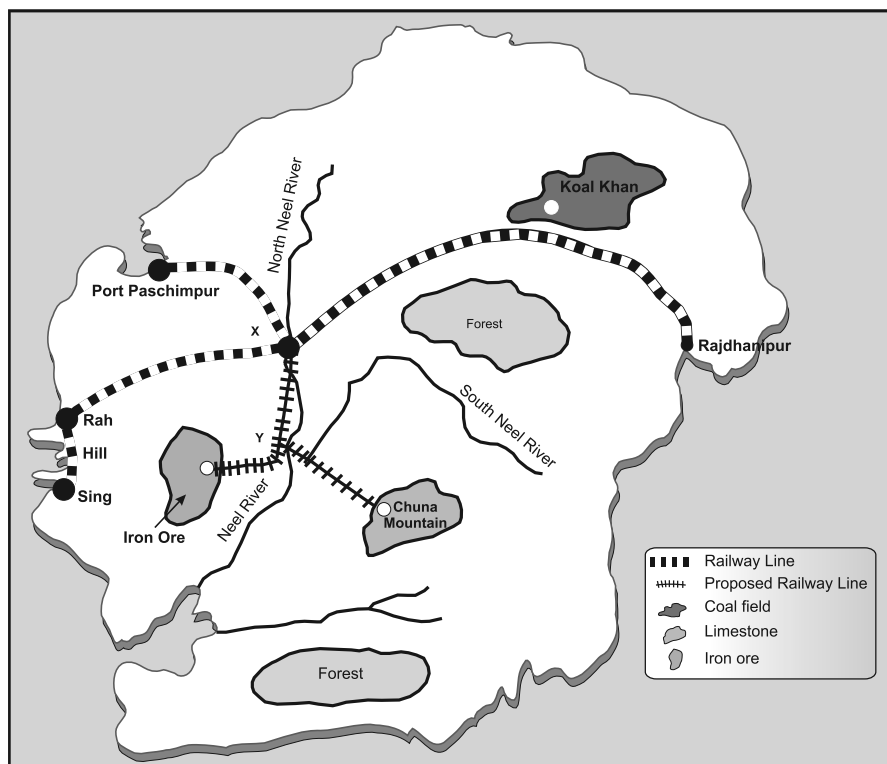 North Neel River
Koal Khan
Port Paschimpur
X
Forest
Rajdhanipur
Rah
Hill
Sing
Y
South Neel River
Neel River
Iron Ore
Chuna
Mountain
Forest
Railway Line
Proposed Railway Line
Coal field
Limestone
Iron ore